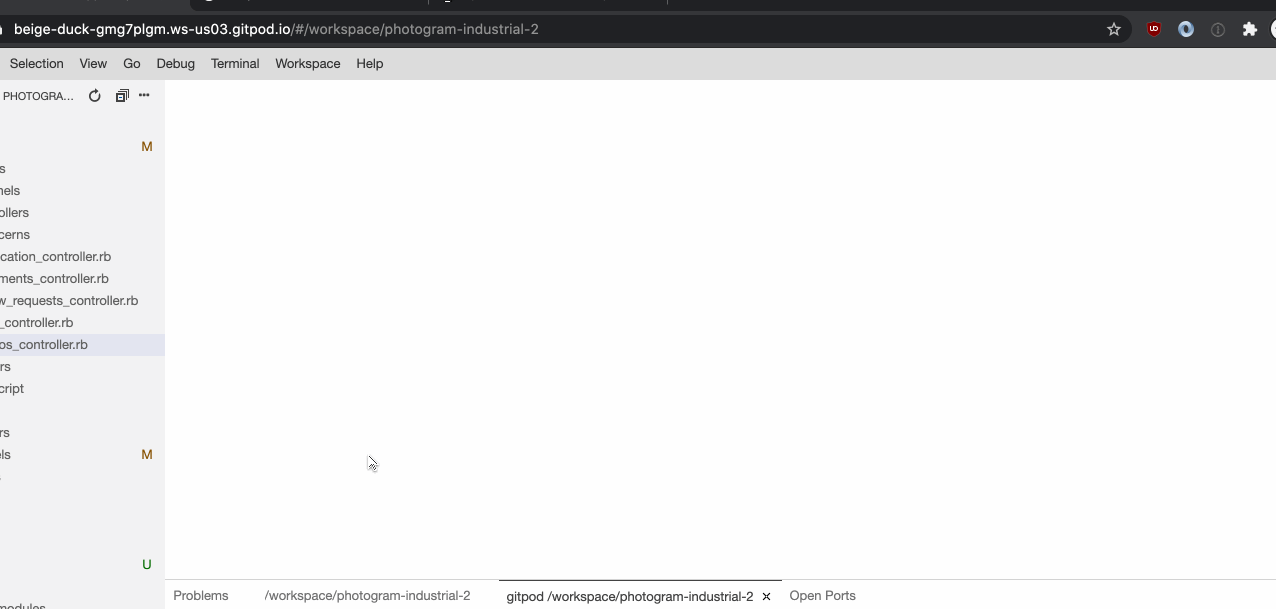 beige-duck-gmg7plgm.ws-us03.gitpod.io/#/workspace/photogram-industrial-2
Selection View Go Debug Terminal Workspace Help
PHOTOGRA...
M
s
nels
ollers
cerns
cation_controller.rb
ments_controller.rb
w_requests_controller.rb
_controller.rb
os_controller.rb
rs
cript
rs
els M
U
modules
Problems /workspace/photogram-industrial-2 gitpod /workspace/photogram-industrial-2 × Open Ports